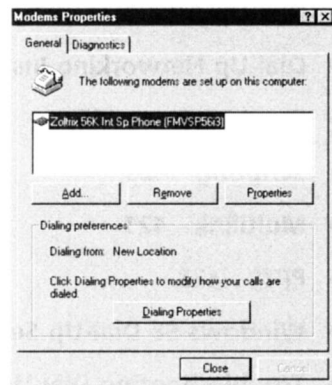 Modems Properties
General Diagnostics
The following modems are set up on this computer:
Zoltrix 56K Int Sp Phone (FMVSP56i3)
Add... Remove Properties
Dialing preferences
Dialing from: New Location
Click Dialing Properties to modify how your calls are
dialed.
Dialing Properties
Close Cancel